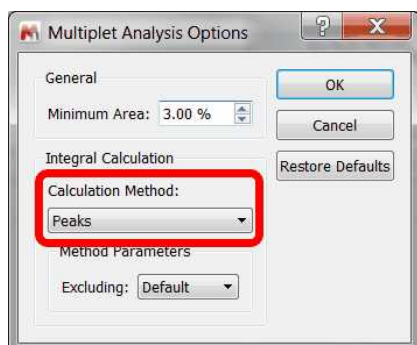 Multiplet Analysis Options
General
Minimum Area: 3.00 %
OK
Cancel
Restore Defaults
Integral Calculation
Calculation Method:
Peaks
Method Parameters
Excluding: Default